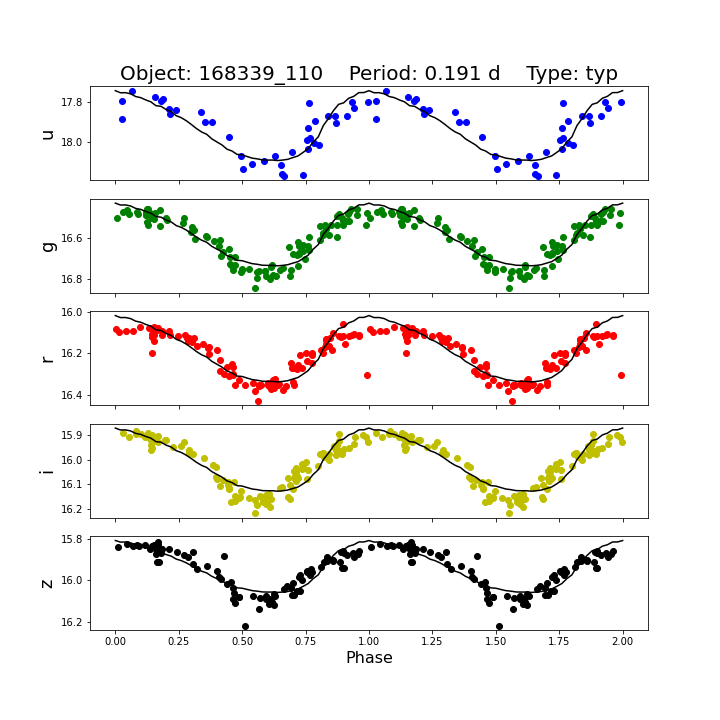 Object: 168339_110    Period: 0.191 d    Type: typ
17.8
18.0
u
16.6
16.8
g
16.0
16.2
16.4
r
15.9
16.0
16.1
16.2
i
15.8
16.0
16.2
z
0.00 0.25 0.50 0.75 1.00 1.25 1.50 1.75 2.00
Phase